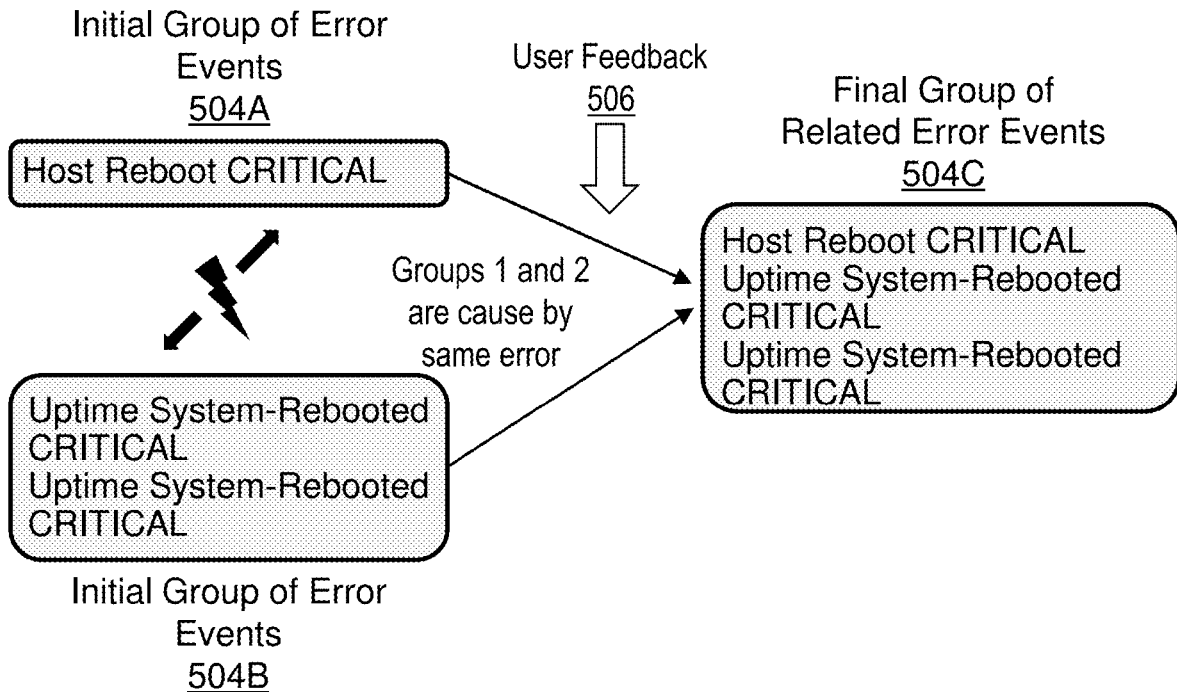 Initial Group of Error
Events
504A
Host Reboot CRITICAL
User Feedback
506
Groups 1 and 2
are cause by
same error
Uptime System-Rebooted
CRITICAL
Uptime System-Rebooted
CRITICAL
Initial Group of Error
Events
504B
Final Group of
Related Error Events
504C
Host Reboot CRITICAL
Uptime System-Rebooted
CRITICAL
Uptime System-Rebooted
CRITICAL